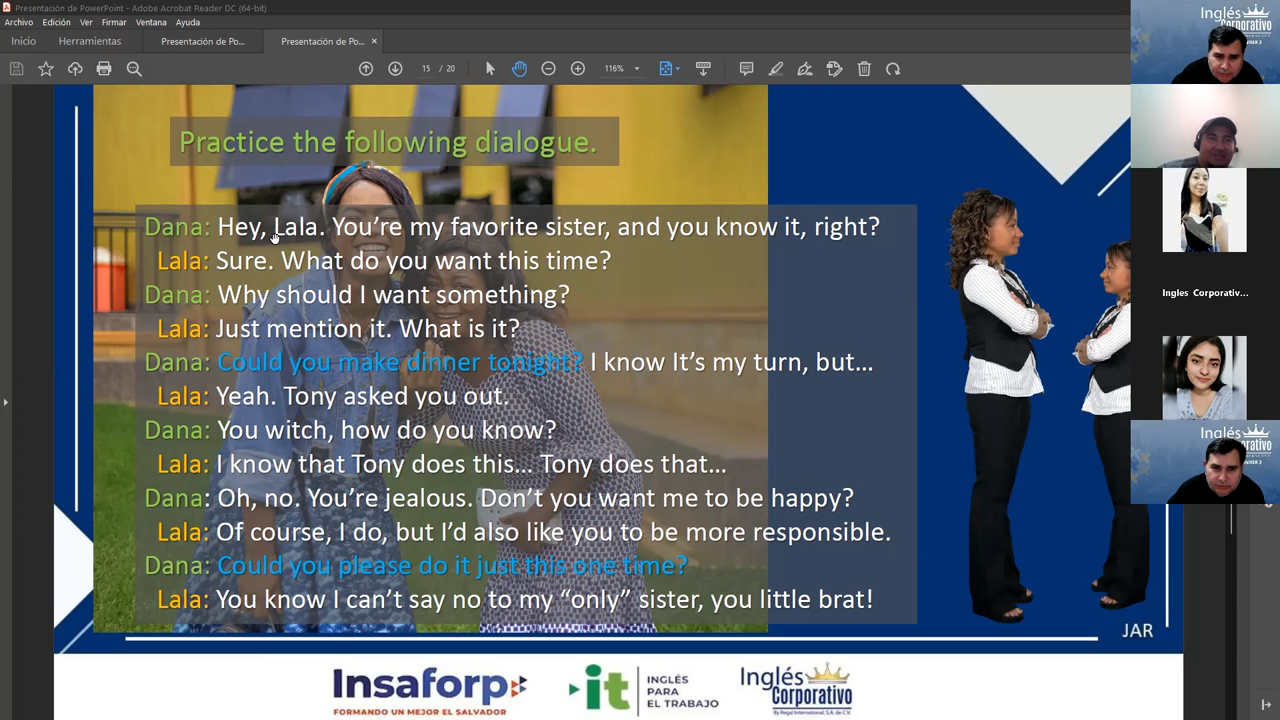 Presentación de PowerPoint - Adobe Acrobat Reader DC (64-bit)
Archivo Edición Ver Firmar Ventana Ayuda
Inicio Herramientas Presentación de Po... Presentación de Po... ×
15 / 20 116%
Practice the following dialogue.
Dana: Hey, Lala. You're my favorite sister, and you know it, right?
Lala: Sure. What do you want this time?
Dana: Why should I want something?
Lala: Just mention it. What is it?
Dana: Could you make dinner tonight? I know It's my turn, but...
Lala: Yeah. Tony asked you out.
Dana: You witch, how do you know?
Lala: I know that Tony does this... Tony does that...
Dana: Oh, no. You're jealous. Don't you want me to be happy?
Lala: Of course, I do, but I'd also like you to be more responsible.
Dana: Could you please do it just this one time?
Lala: You know I can't say no to my "only" sister, you little brat!
JAR
Insaforp
FORMANDO UN MEJOR EL SALVADOR
it
INGLÉS
PARA
EL TRABAJO
Inglés
Corporativo
By Regal International, S.A. de C.V.
Inglés
Corporativo
Ingles Corporativ...
Inglés
Corporativo